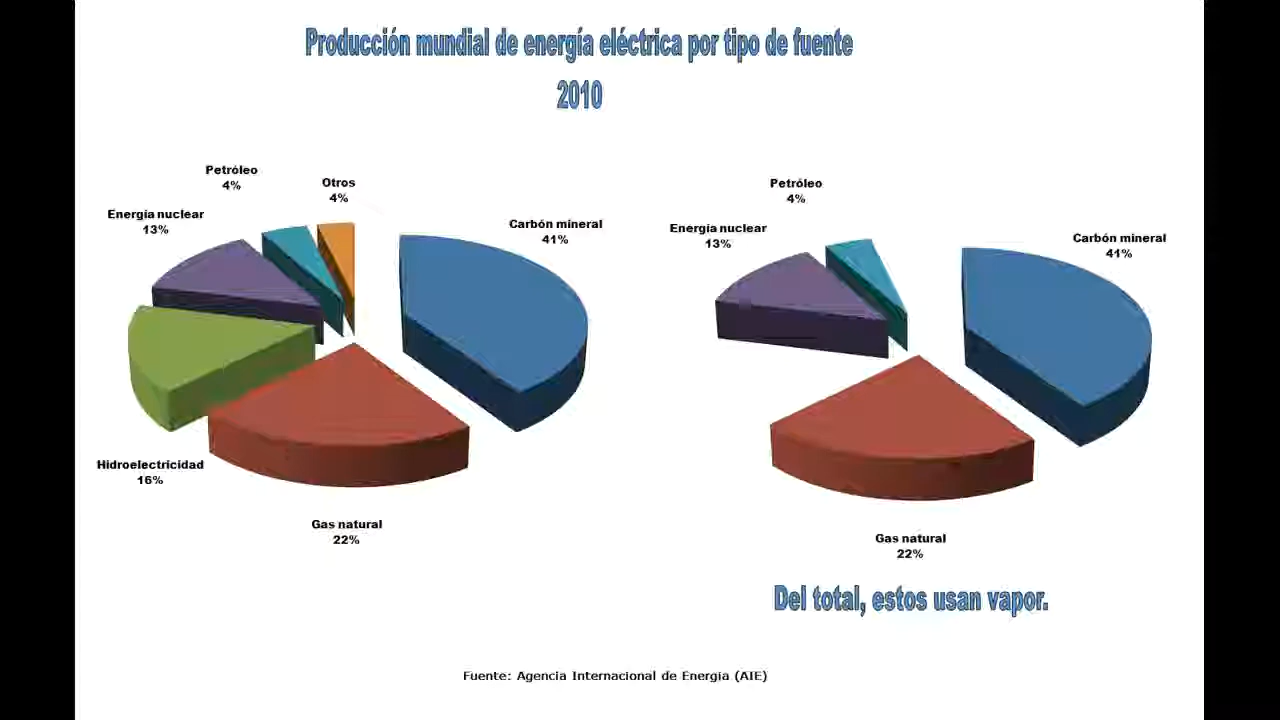 Producción mundial de energía eléctrica por tipo de fuente
2010
Petróleo
4%
Otros
4%
Energía nuclear
13%
Carbón mineral
41%
Hidroelectricidad
16%
Gas natural
22%
Petróleo
4%
Energía nuclear
13%
Carbón mineral
41%
Gas natural
22%
Del total, estos usan vapor.
Fuente: Agencia Internacional de Energía (AIE)